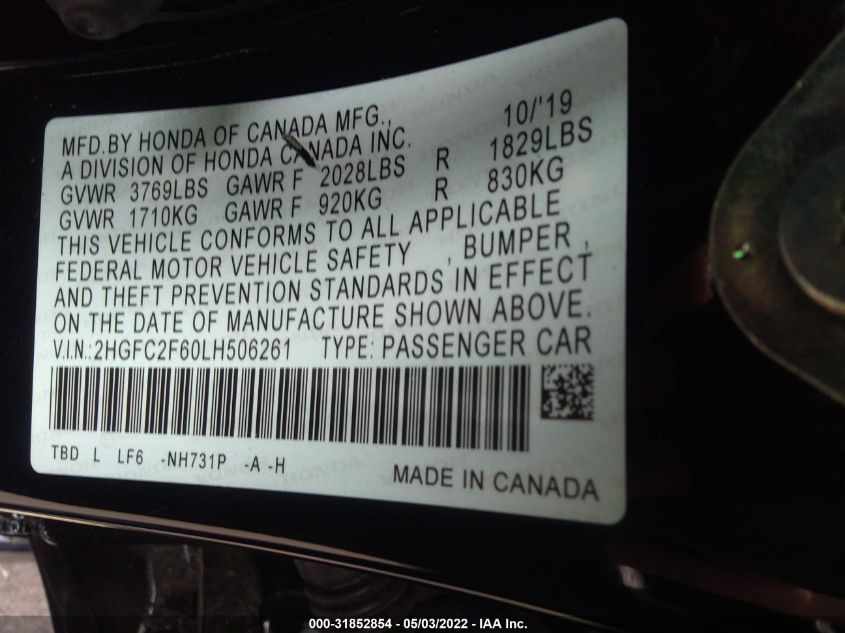 MFD.BY HONDA OF CANADA MFG., 10/'19
A DIVISION OF HONDA CANADA INC.
GVWR 3769LBS GAWR F 2028LBS R 1829LBS
GVWR 1710KG GAWR F 920KG R 830KG
THIS VEHICLE CONFORMS TO ALL APPLICABLE
FEDERAL MOTOR VEHICLE SAFETY , BUMPER ,
AND THEFT PREVENTION STANDARDS IN EFFECT
ON THE DATE OF MANUFACTURE SHOWN ABOVE.
V.I.N.:2HGFC2F60LH506261 TYPE: PASSENGER CAR
TBD L LF6 -NH731P -A -H
MADE IN CANADA
000-31852854 - 05/03/2022 - IAA Inc.